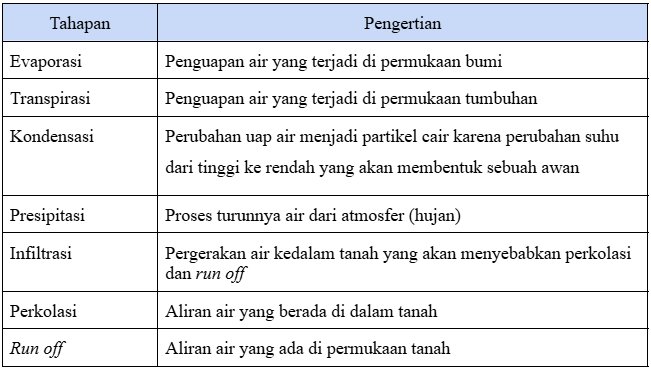 Tahapan Pengertian
Evaporasi Penguapan air yang terjadi di permukaan bumi
Transpirasi Penguapan air yang terjadi di permukaan tumbuhan
Kondensasi Perubahan uap air menjadi partikel cair karena perubahan suhu
dari tinggi ke rendah yang akan membentuk sebuah awan
Presipitasi Proses turunnya air dari atmosfer (hujan)
Infiltrasi Pergerakan air kedalam tanah yang akan menyebabkan perkolasi
dan run off
Perkolasi Aliran air yang berada di dalam tanah
Run off Aliran air yang ada di permukaan tanah